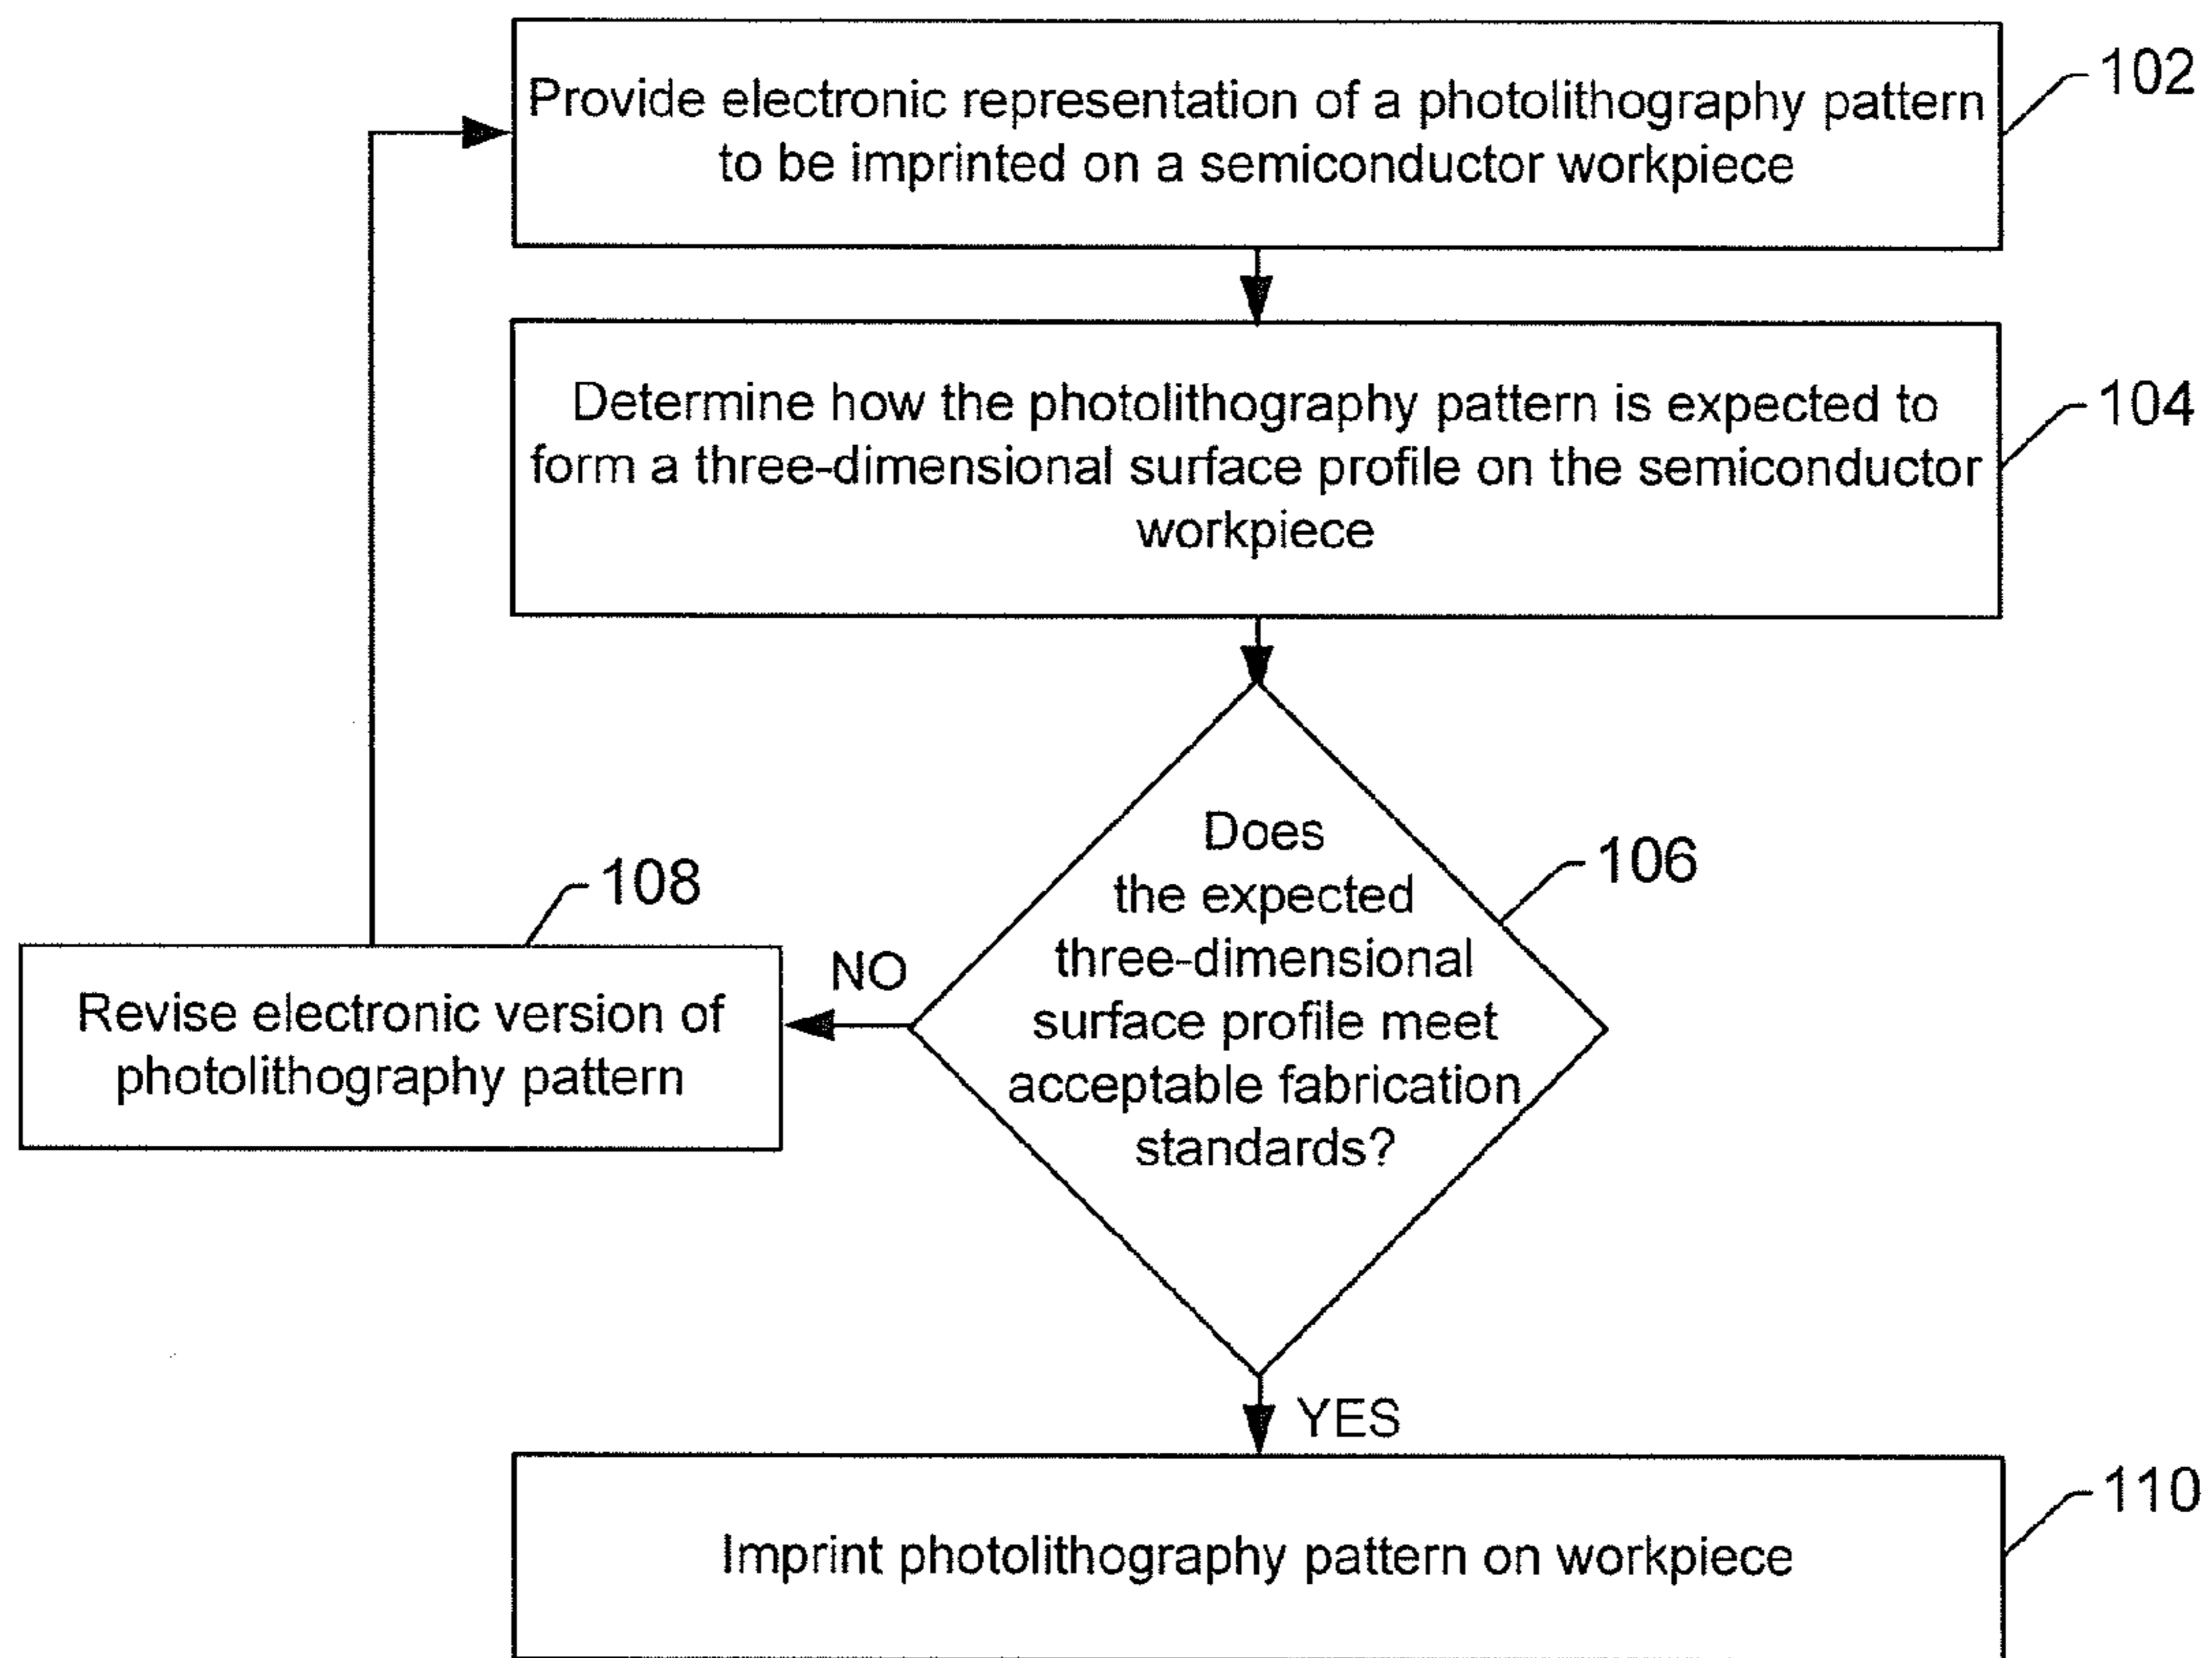 Provide electronic representation of a photolithography pattern
to be imprinted on a semiconductor workpiece
102
Determine how the photolithography pattern is expected to
form a three-dimensional surface profile on the semiconductor
workpiece
104
Does
the expected
three-dimensional
surface profile meet
acceptable fabrication
standards?
106
NO
108
Revise electronic version of
photolithography pattern
YES
Imprint photolithography pattern on workpiece
110